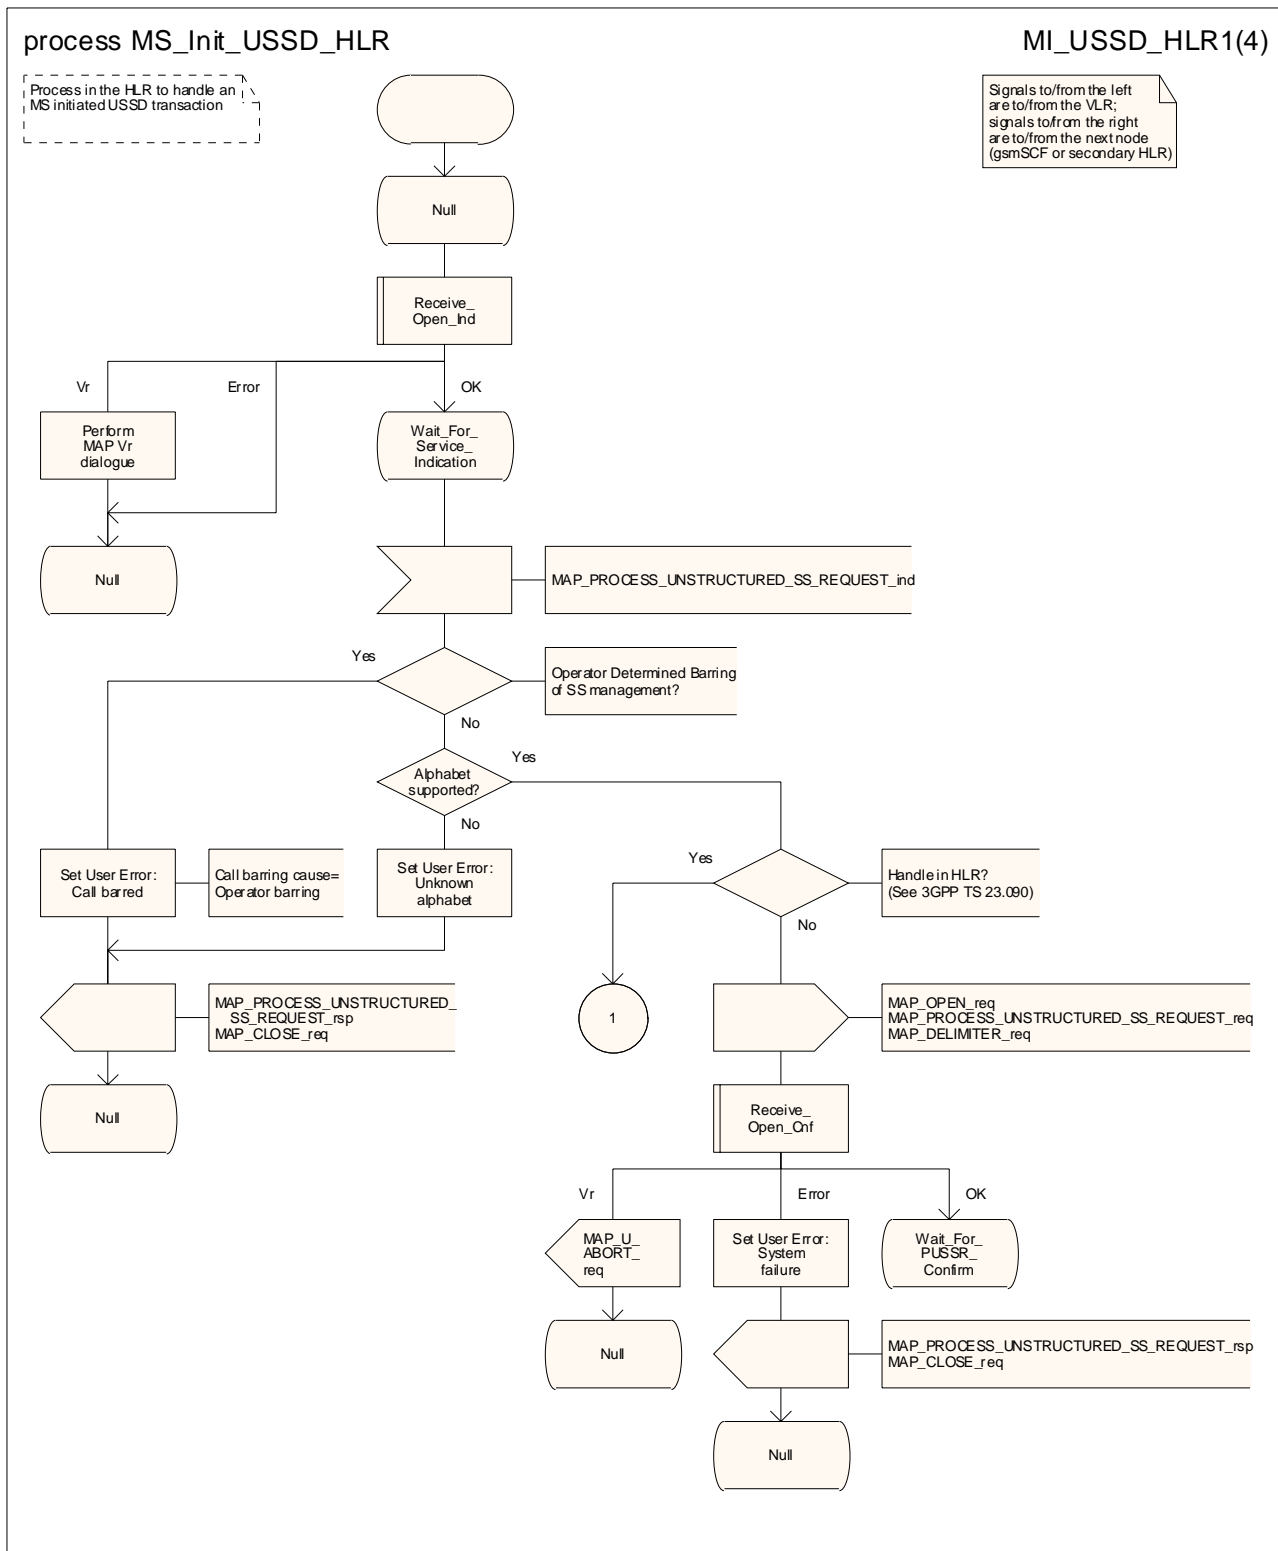 process MS_Init_USSD_HLR
MI_USSD_HLR1(4)
Process in the HLR to handle an
MS initiated USSD transaction
Signals to/from the left
are to/from the VLR;
signals to/from the right
are to/from the next node
(gsmSCF or secondary HLR)
Null
Receive_
Open_Ind
Vr
Error
OK
Perform
MAP Vr
dialogue
Wait_For_
Service_
Indication
Null
MAP_PROCESS_UNSTRUCTURED_SS_REQUEST_ind
Yes
Operator Determined Barring
of SS management?
No
Yes
Alphabet
supported?
No
Yes
Set User Error:
Call barred
Call barring cause=
Operator barring
Set User Error:
Unknown
alphabet
Handle in HLR?
(See 3GPP TS 23.090)
No
MAP_PROCESS_UNSTRUCTURED_
SS_REQUEST_rsp
MAP_CLOSE_req
1
MAP_OPEN_req
MAP_PROCESS_UNSTRUCTURED_SS_REQUEST_req
MAP_DELIMITER_req
Null
Receive_
Open_Cnf
Vr
Error
OK
MAP_U_
ABORT_
req
Set User Error:
System
failure
Wait_For_
PUSSR_
Confirm
Null
MAP_PROCESS_UNSTRUCTURED_SS_REQUEST_rsp
MAP_CLOSE_req
Null